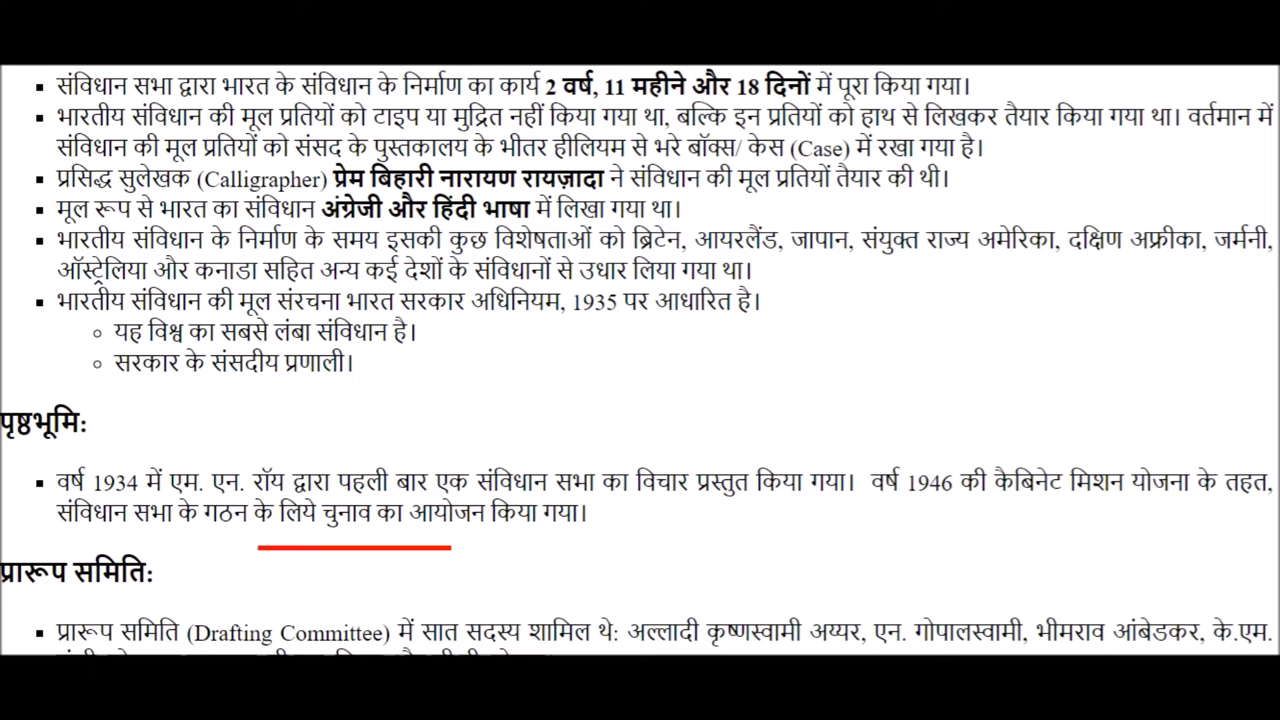 संविधान सभा द्वारा भारत के संविधान के निर्माण का कार्य 2 वर्ष, 11 महीने और 18 दिनों में पूरा किया गया।
भारतीय संविधान की मूल प्रतियों को टाइप या मुद्रित नहीं किया गया था, बल्कि इन प्रतियों को हाथ से लिखकर तैयार किया गया था। वर्तमान में
संविधान की मूल प्रतियों को संसद के पुस्तकालय के भीतर हीलियम से भरे बॉक्स/ केस (Case) में रखा गया है।
प्रसिद्ध सुलेखक (Calligrapher) प्रेम बिहारी नारायण रायज़ादा ने संविधान की मूल प्रतियाँ तैयार की थी।
मूल रूप से भारत का संविधान अंग्रेजी और हिंदी भाषा में लिखा गया था।
भारतीय संविधान के निर्माण के समय इसकी कुछ विशेषताओं को ब्रिटेन, आयरलैंड, जापान, संयुक्त राज्य अमेरिका, दक्षिण अफ्रीका, जर्मनी,
ऑस्ट्रेलिया और कनाडा सहित अन्य कई देशों के संविधानों से उधार लिया गया था।
भारतीय संविधान की मूल संरचना भारत सरकार अधिनियम, 1935 पर आधारित है।
यह विश्व का सबसे लंबा संविधान है।
सरकार के संसदीय प्रणाली।
पृष्ठभूमि:
वर्ष 1934 में एम. एन. रॉय द्वारा पहली बार एक संविधान सभा का विचार प्रस्तुत किया गया। वर्ष 1946 की कैबिनेट मिशन योजना के तहत,
संविधान सभा के गठन के लिये चुनाव का आयोजन किया गया।
प्रारूप समिति:
प्रारूप समिति (Drafting Committee) में सात सदस्य शामिल थे: अल्लादी कृष्णस्वामी अय्यर, एन. गोपालस्वामी, भीमराव आंबेडकर, के.एम.